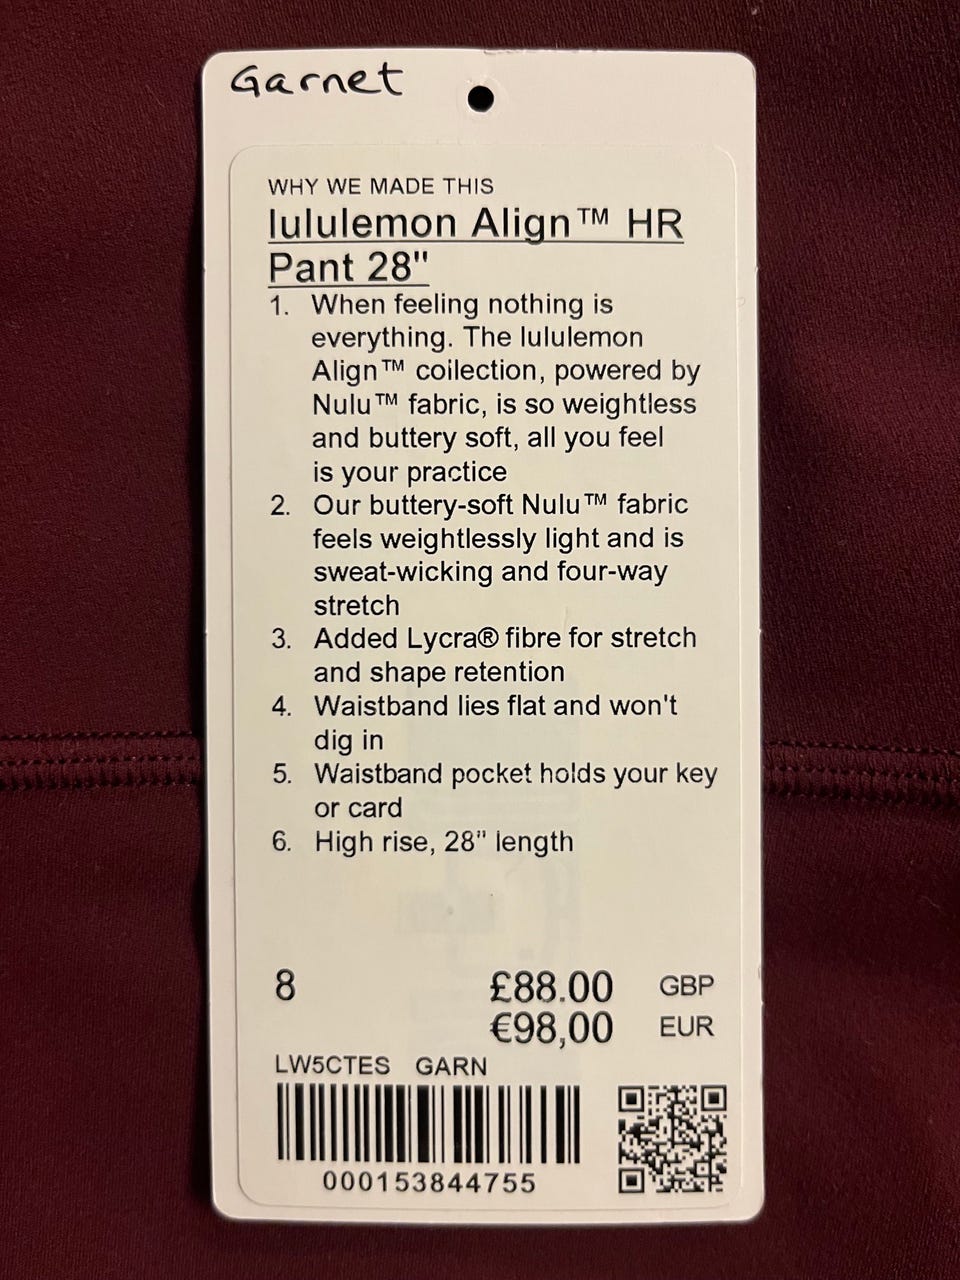 Garnet
WHY WE MADE THIS
lululemon Align™ HR
Pant 28"
1. When feeling nothing is
everything. The lululemon
Align™ coilection, powered by
Nulu™ fabric, is so weightless
and buttery soft, all you feel
is your practice
2. Our buttery-soft Nulu™ fabric
feels weightlessly light and is
sweat-wicking and four-way
stretch
3. Added Lycra® fibre for stretch
and shape retention
4. Waistband lies flat and won't
dig in
5. Waistband pocket holds your key
or card
6. High rise, 28" length
8 £88.00 GBP
€98,00 EUR
LW5CTES GARN
000153844755